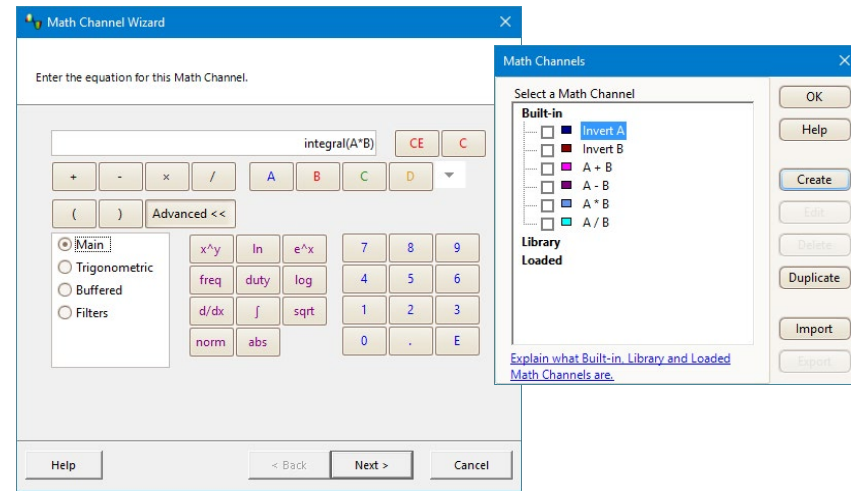 Math Channel Wizard
Enter the equation for this Math Channel.
integral(A*B) CE C
+ - × / A B C D
( ) Advanced <<
Main
Trigonometric
Buffered
Filters
x^y ln e^x 7 8 9
freq duty log 4 5 6
d/dx ∫ sqrt 1 2 3
norm abs 0 . E
Help < Back Next > Cancel
Math Channels
Select a Math Channel
Built-in
Invert A
Invert B
A + B
A - B
A * B
A / B
Library
Loaded
OK
Help
Create
Edit
Delete
Duplicate
Import
Export
Explain what Built-in, Library and Loaded
Math Channels are.